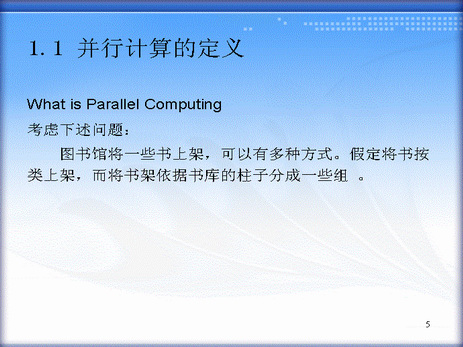 1.1 并行计算的定义
What is Parallel Computing
考虑下述问题：
图书馆将一些书上架，可以有多种方式。假定将书按
类上架，而将书架依据书库的柱子分成一些组 。
5